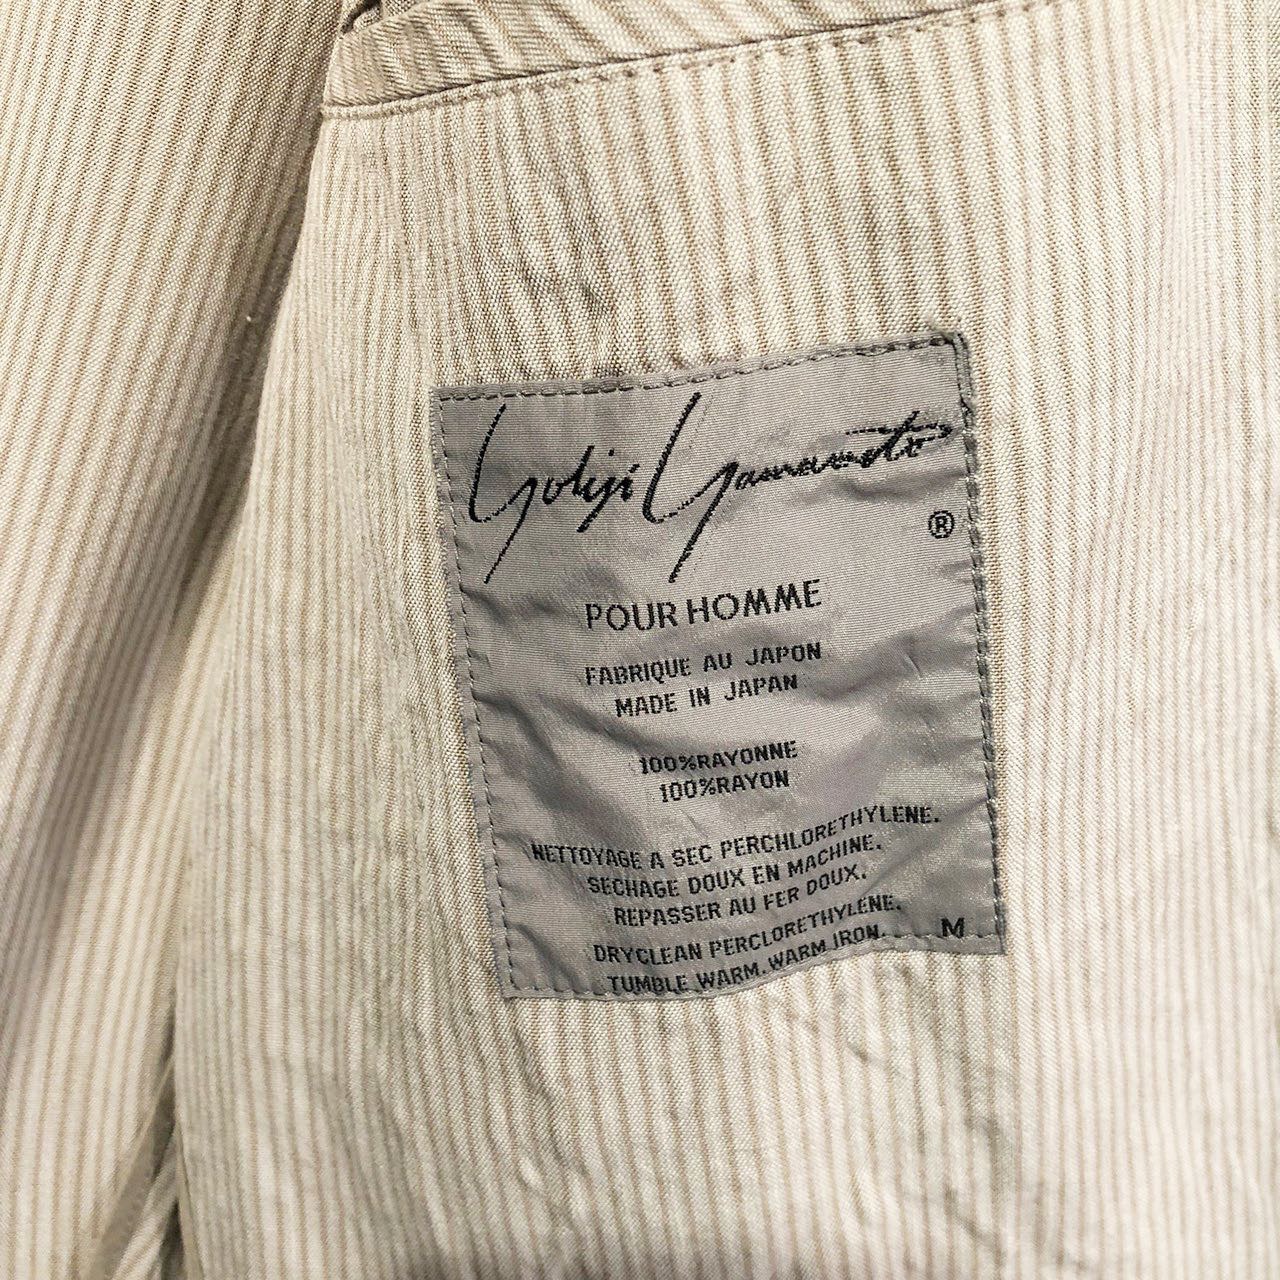 Yohji Yamamoto
®
POUR HOMME
FABRIQUE AU JAPON
MADE IN JAPAN
100%RAYONNE
100%RAYON
NETTOYAGE A SEC PERCHLORETHYLENE.
SECHAGE DOUX EN MACHINE.
REPASSER AU FER DOUX.
DRYCLEAN PERCLORETHYLENE.
TUMBLE WARM. WARM IRON.
M